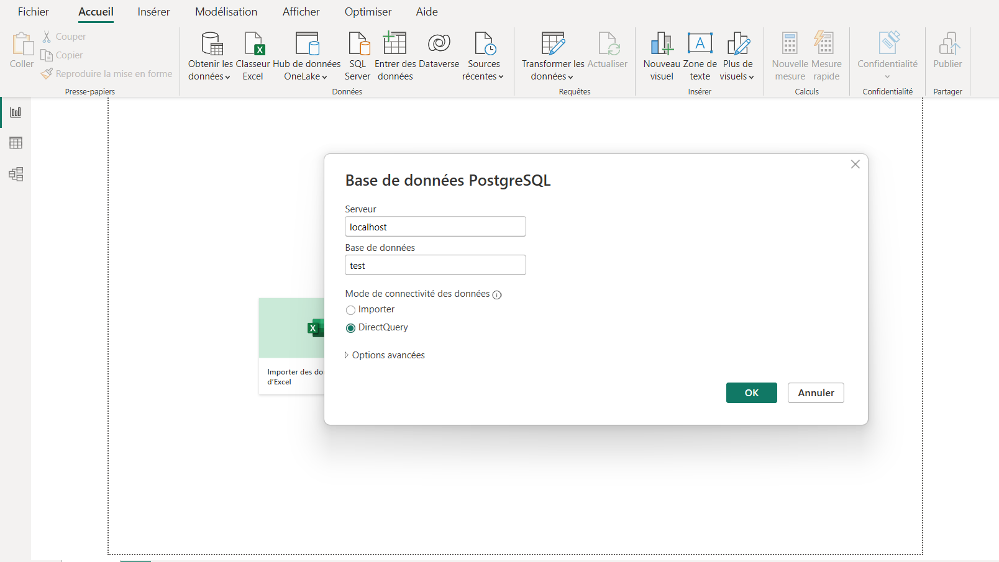 Fichier Accueil Insérer Modélisation Afficher Optimiser Aide
Coller
Couper
Copier
Reproduire la mise en forme
Presse-papiers
Obtenir les
données
Classeur
Excel
Hub de données
OneLake
SQL
Server
Entrer des
données
Dataverse
Sources
récentes
Données
Transformer les
données
Actualiser
Requêtes
Nouveau
visuel
Zone de
texte
Plus de
visuels
Insérer
Nouvelle
mesure
Mesure
rapide
Calculs
Confidentialité
Confidentialité
Publier
Partager
Base de données PostgreSQL
Serveur
localhost
Base de données
test
Mode de connectivité des données
Importer
DirectQuery
Options avancées
OK Annuler
Importer des
d'Excel